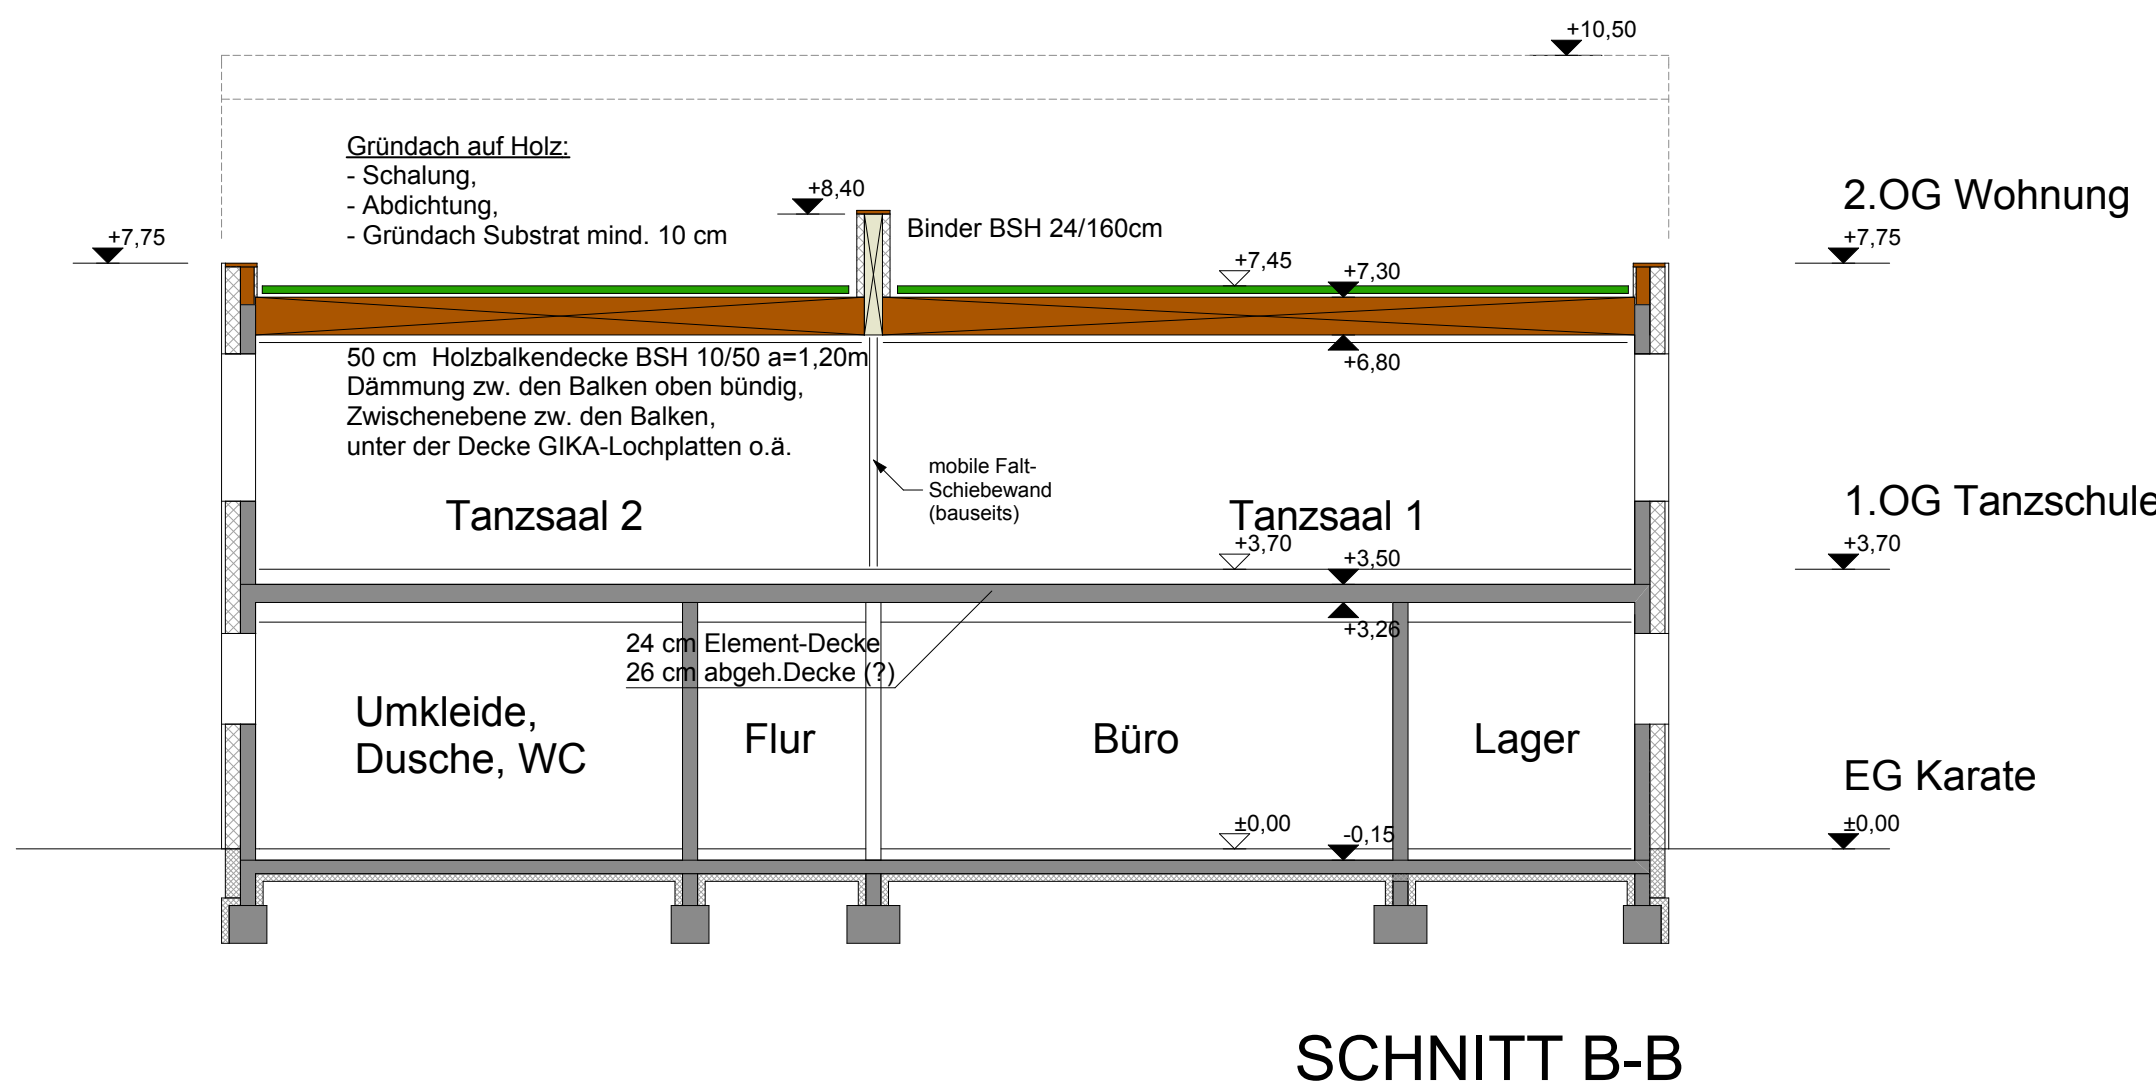 +10,50
Gründach auf Holz:
- Schalung,
- Abdichtung,
- Gründach Substrat mind. 10 cm
+8,40
Binder BSH 24/160cm
2.OG Wohnung
+7,75
+7,75
+7,45
+7,30
50 cm  Holzbalkendecke BSH 10/50 a=1,20m
Dämmung zw. den Balken oben bündig,
Zwischenebene zw. den Balken,
unter der Decke GIKA-Lochplatten o.ä.
+6,80
mobile Falt-
Schiebewand
(bauseits)
Tanzsaal 2
Tanzsaal 1
1.OG Tanzschule
+3,70
+3,50
+3,70
+3,26
24 cm Element-Decke
26 cm abgeh.Decke (?)
Umkleide,
Dusche, WC
Flur
Büro
Lager
EG Karate
±0,00
-0,15
±0,00
SCHNITT B-B